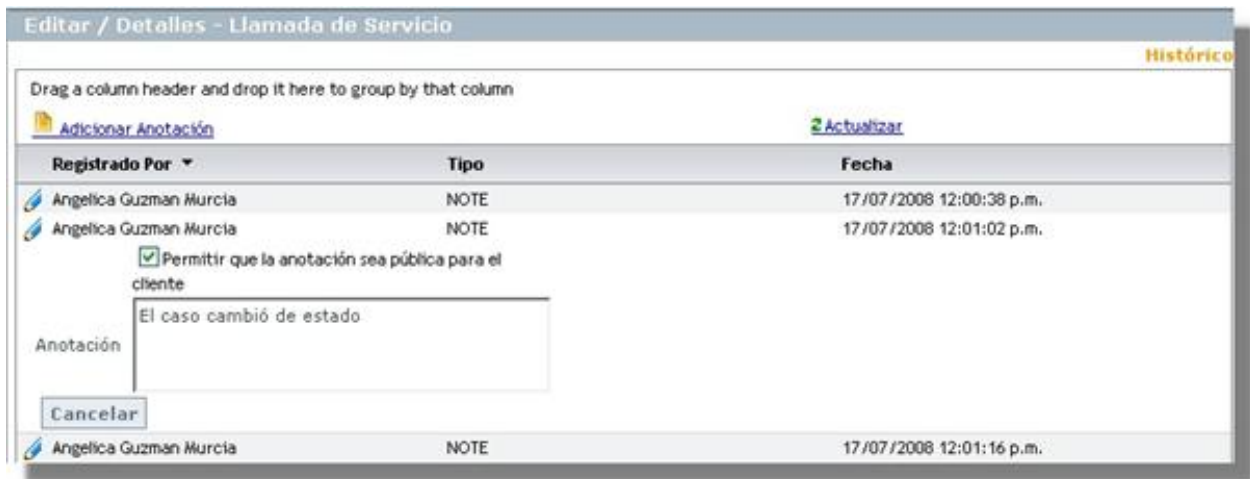 Editar / Detalles - Llamada de Servicio
Histórico
Drag a column header and drop it here to group by that column
Adicionar Anotación Actualizar
Registrado Por Tipo Fecha
Angelica Guzman Murcia NOTE 17/07/2008 12:00:38 p.m.
Angelica Guzman Murcia NOTE 17/07/2008 12:01:02 p.m.
Permitir que la anotación sea pública para el
cliente
El caso cambió de estado
Anotación
Cancelar
Angelica Guzman Murcia NOTE 17/07/2008 12:01:16 p.m.